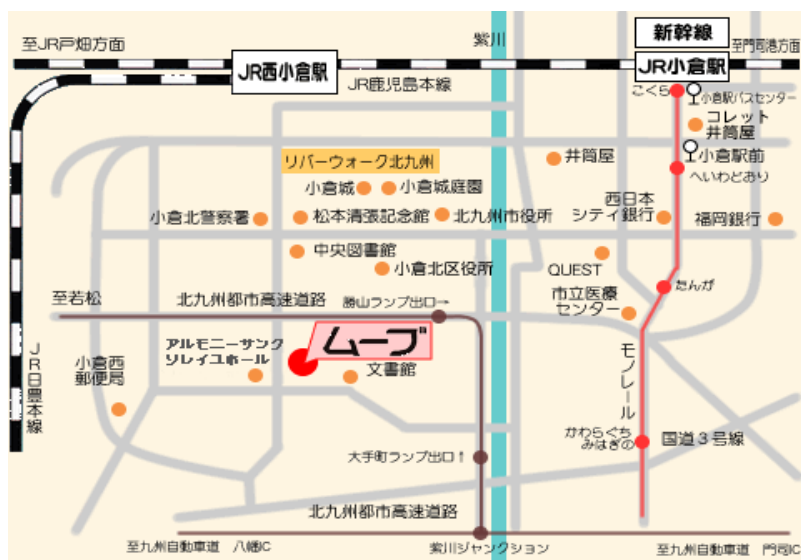 新幹線
至JR戸畑方面
紫川
至門司港方面
JR西小倉駅
JR小倉駅
JR鹿児島本線
こくら
小倉駅バスセンター
コレット
井筒屋
リバーウォーク北九州
井筒屋
小倉駅前
へいわどおり
小倉城
小倉城庭園
小倉北警察署
松本清張記念館
北九州市役所
西日本
シティ銀行
福岡銀行
中央図書館
小倉北区役所
QUEST
たんが
至若松
北九州都市高速道路
勝山ランプ出口→
市立医療
センター
ムーブ
アルモニーサンク
ソレイユホール
文書館
小倉西
郵便局
JR日豊本線
モノレール
かわらぐち
みはぎの
国道3号線
大手町ランプ出口↑
北九州都市高速道路
至九州自動車道 八幡IC
紫川ジャンクション
至九州自動車道 門司IC